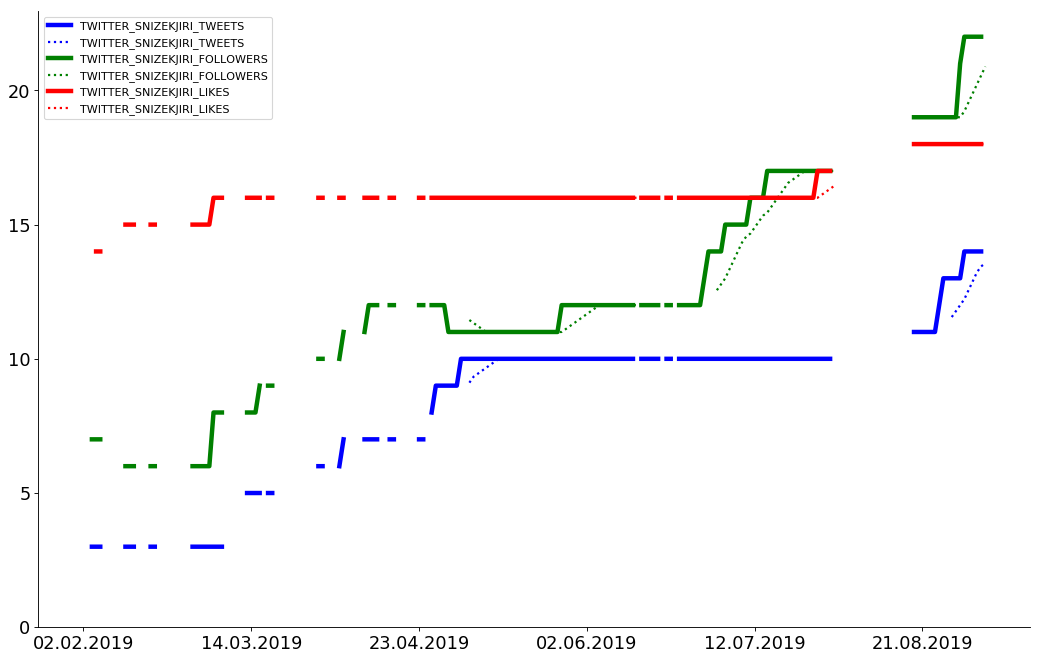 TWITTER_SNIZEKJIRI_TWEETS
TWITTER_SNIZEKJIRI_TWEETS
TWITTER_SNIZEKJIRI_FOLLOWERS
TWITTER_SNIZEKJIRI_FOLLOWERS
TWITTER_SNIZEKJIRI_LIKES
TWITTER_SNIZEKJIRI_LIKES
20
15
10
5
0
02.02.2019 14.03.2019 23.04.2019 02.06.2019 12.07.2019 21.08.2019